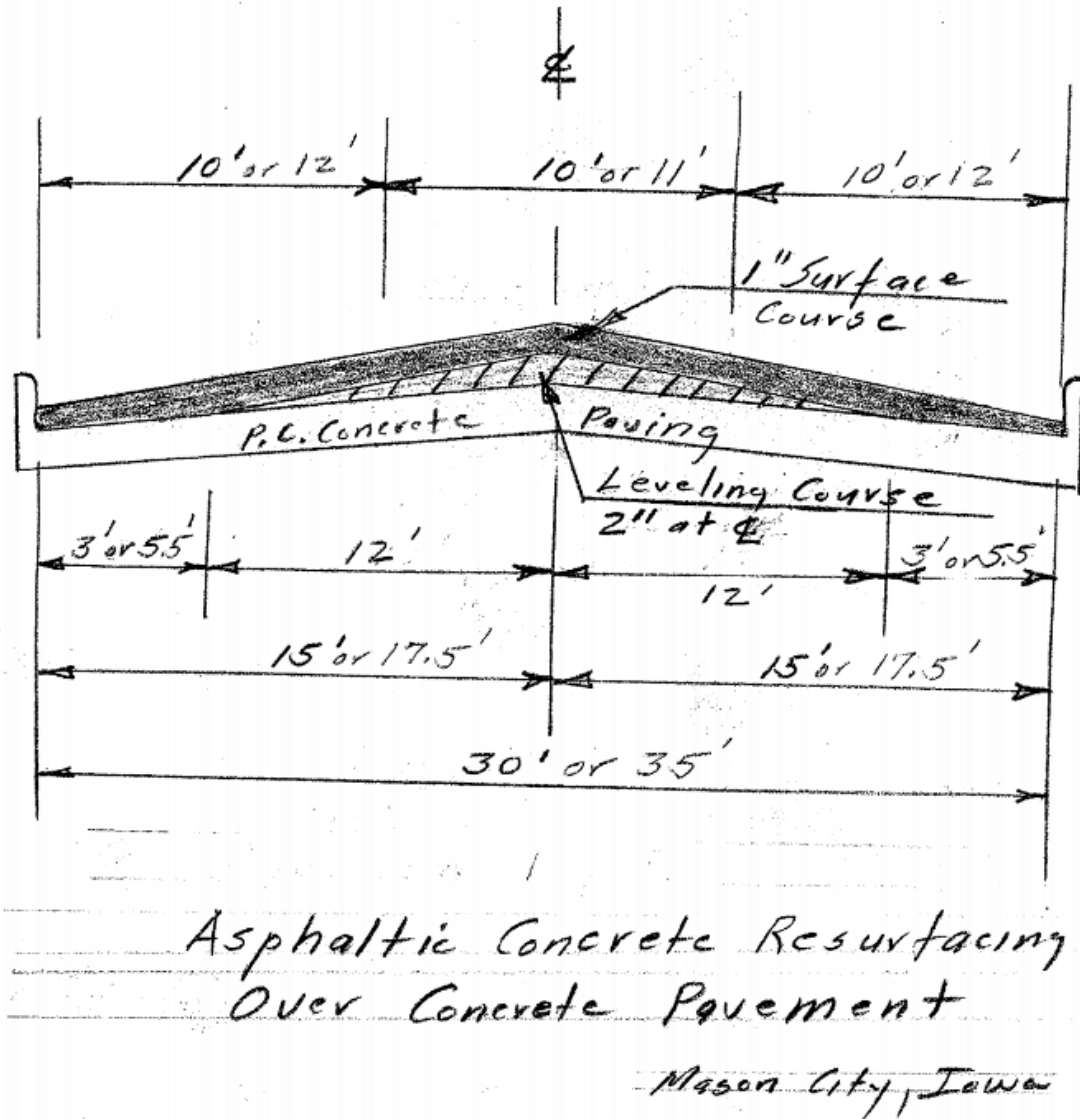 ℄
10' or 12' 10' or 11' 10' or 12'
1" Surface
Course
P.C. Concrete Paving
Leveling Course
2" at ℄
3' or 5.5' 12' 12' 3' or 5.5'
15' or 17.5' 15' or 17.5'
30' or 35'
Asphaltic Concrete Resurfacing
Over Concrete Pavement
Mason City, Iowa